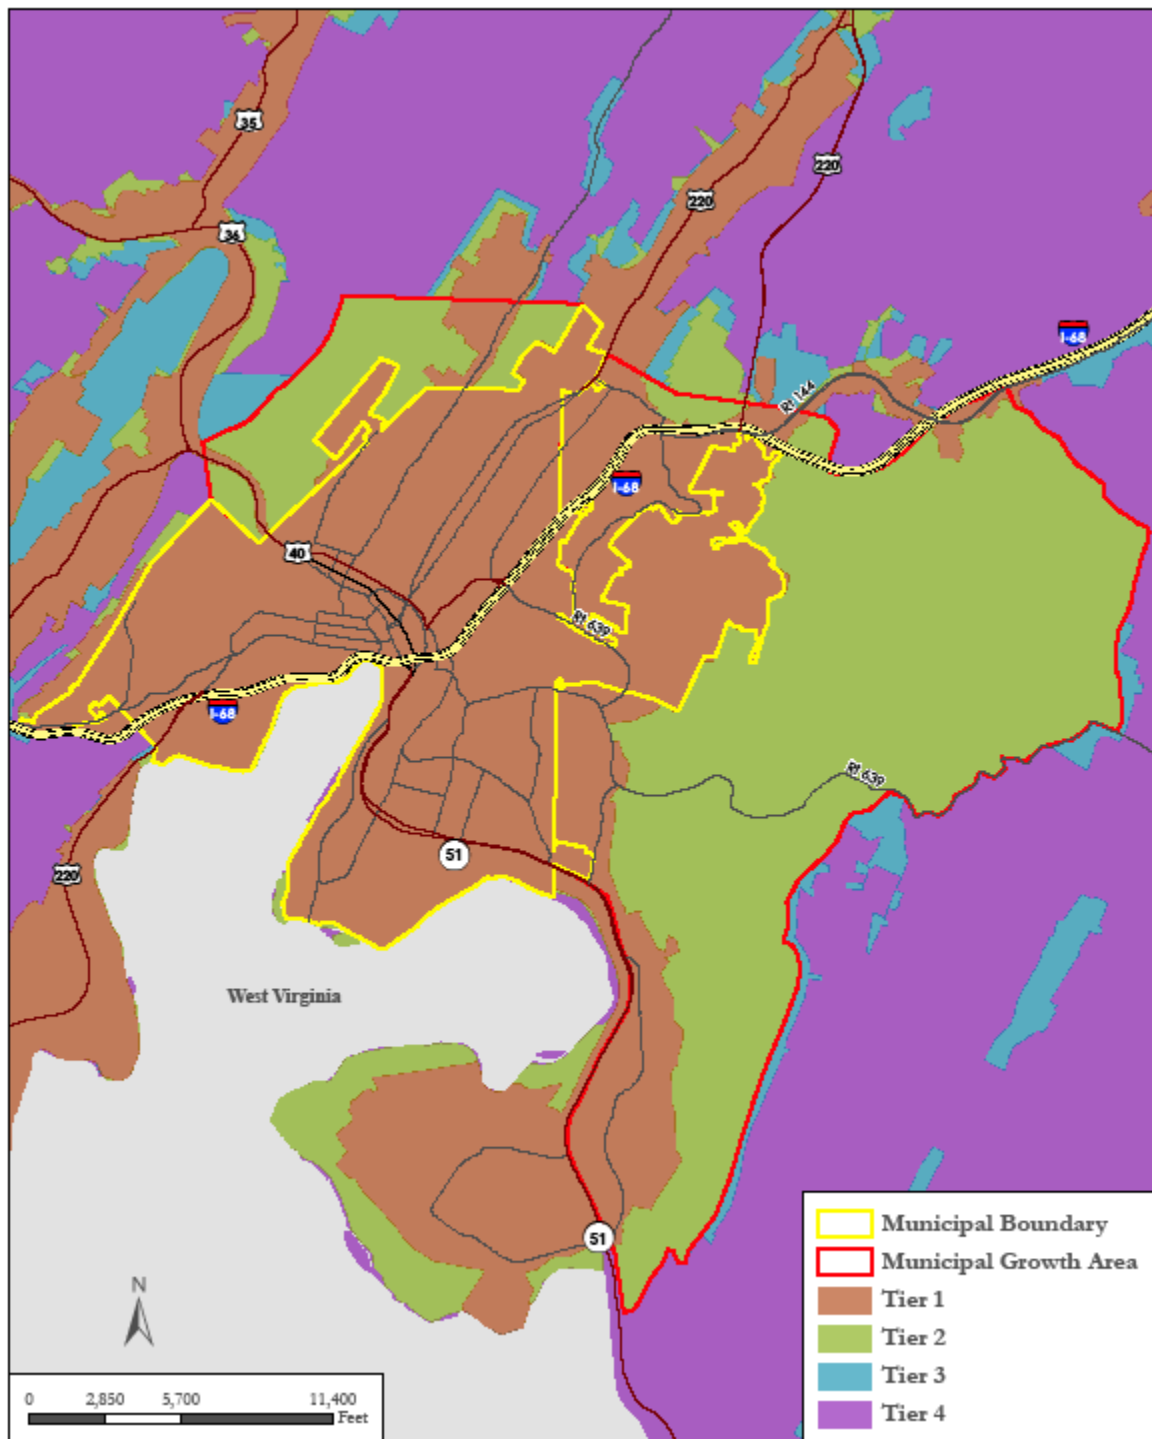 35
220
220
36
I-68
Rt 144
I-68
40
Rt 639
I-68
Rt 639
51
220
West Virginia
51
N
0 2,850 5,700 11,400
Feet
Municipal Boundary
Municipal Growth Area
Tier 1
Tier 2
Tier 3
Tier 4